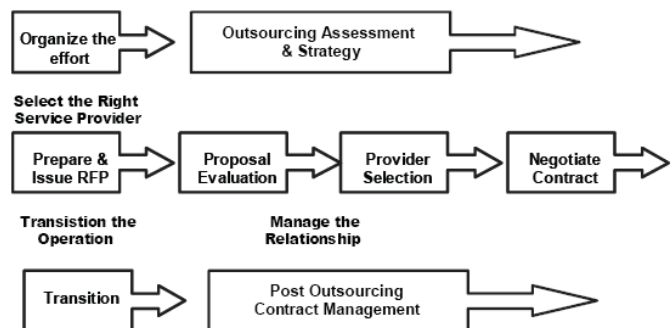 Organize the
effort
Outsourcing Assessment
& Strategy
Select the Right
Service Provider
Prepare &
Issue RFP
Proposal
Evaluation
Provider
Selection
Negotiate
Contract
Transistion the
Operation
Manage the
Relationship
Transition
Post Outsourcing
Contract Management